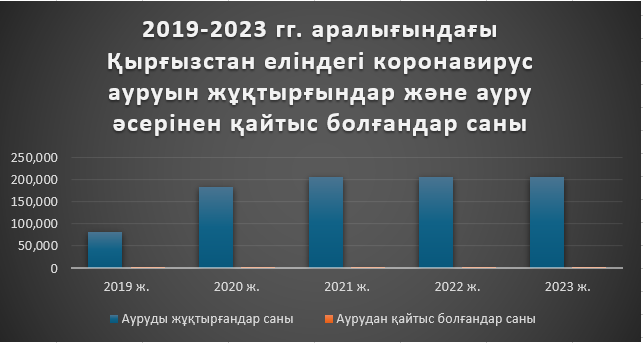 2019-2023 гг. аралығындағы
Қырғызстан еліндегі коронавирус
ауруын жұқтырғындар және ауру
әсерінен қайтыс болғандар саны
250,000
200,000
150,000
100,000
50,000
0
2019 ж. 2020 ж. 2021 ж. 2022 ж. 2023 ж.
Ауруды жұқтырғандар саны Аурудан қайтыс болғандар саны